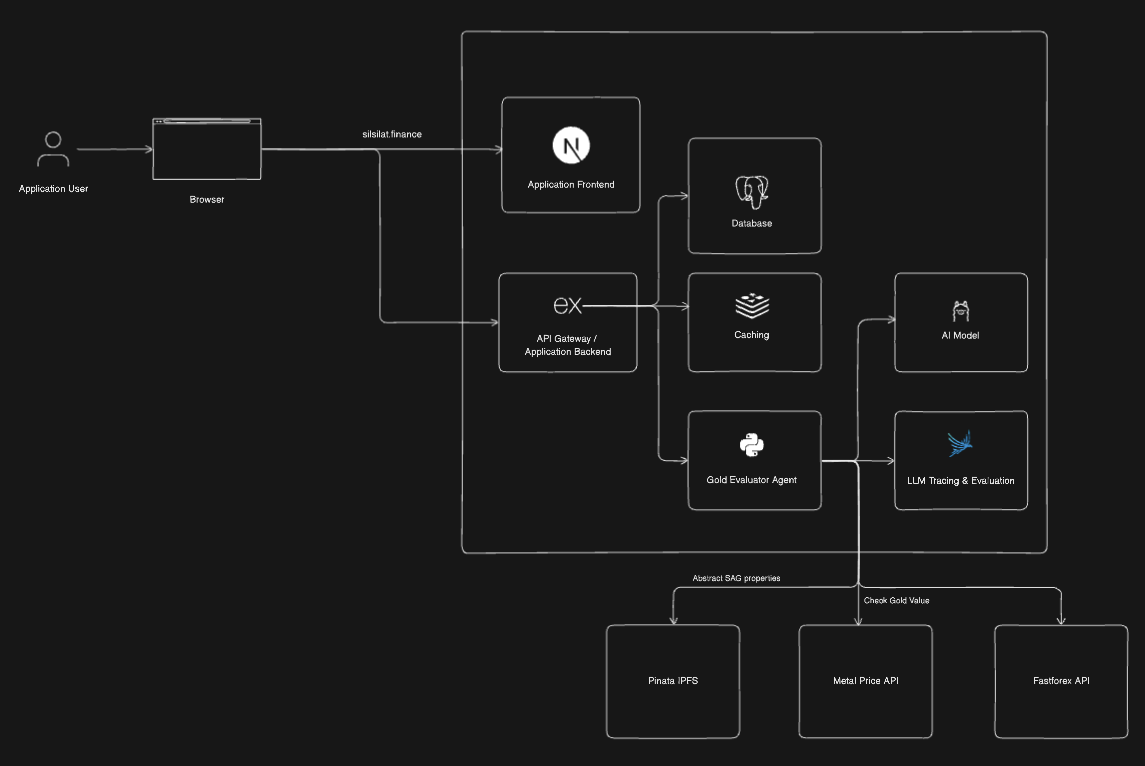 silsilat.finance
Application User
Browser
N
Application Frontend
Database
ex
API Gateway /
Application Backend
Caching
AI Model
Gold Evaluator Agent
LLM Tracing & Evaluation
Abstract SAG properties
Check Gold Value
Pinata IPFS
Metal Price API
Fastforex API